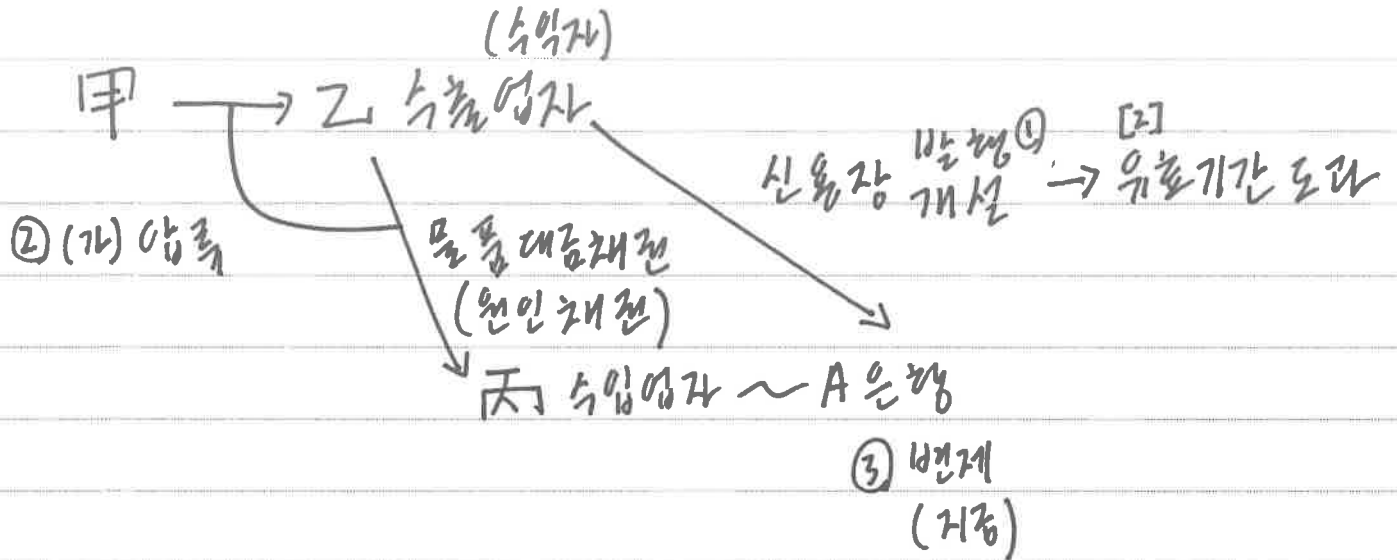 (수익자)
甲 → 乙 수출업자
신용장 발행① 개설 → [2] 유효기간 도과
② (가)압류
물품대금채권
(원인채권)
丙 수입업자 ~ A은행
③ 변제
(지급)